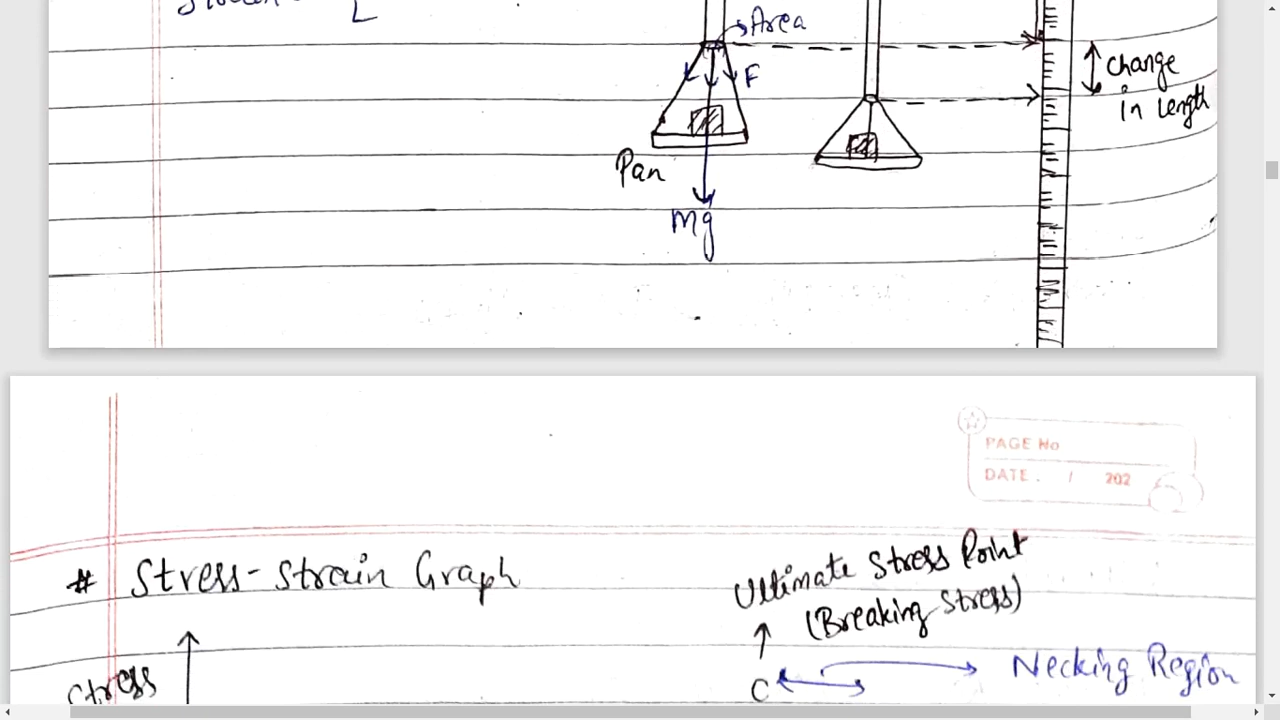 L
Area
F
Change
in length
Pan
Mg
PAGE No
DATE . / 202
# Stress-Strain Graph
Ultimate Stress Point
(Breaking Stress)
Necking Region
Stress
C